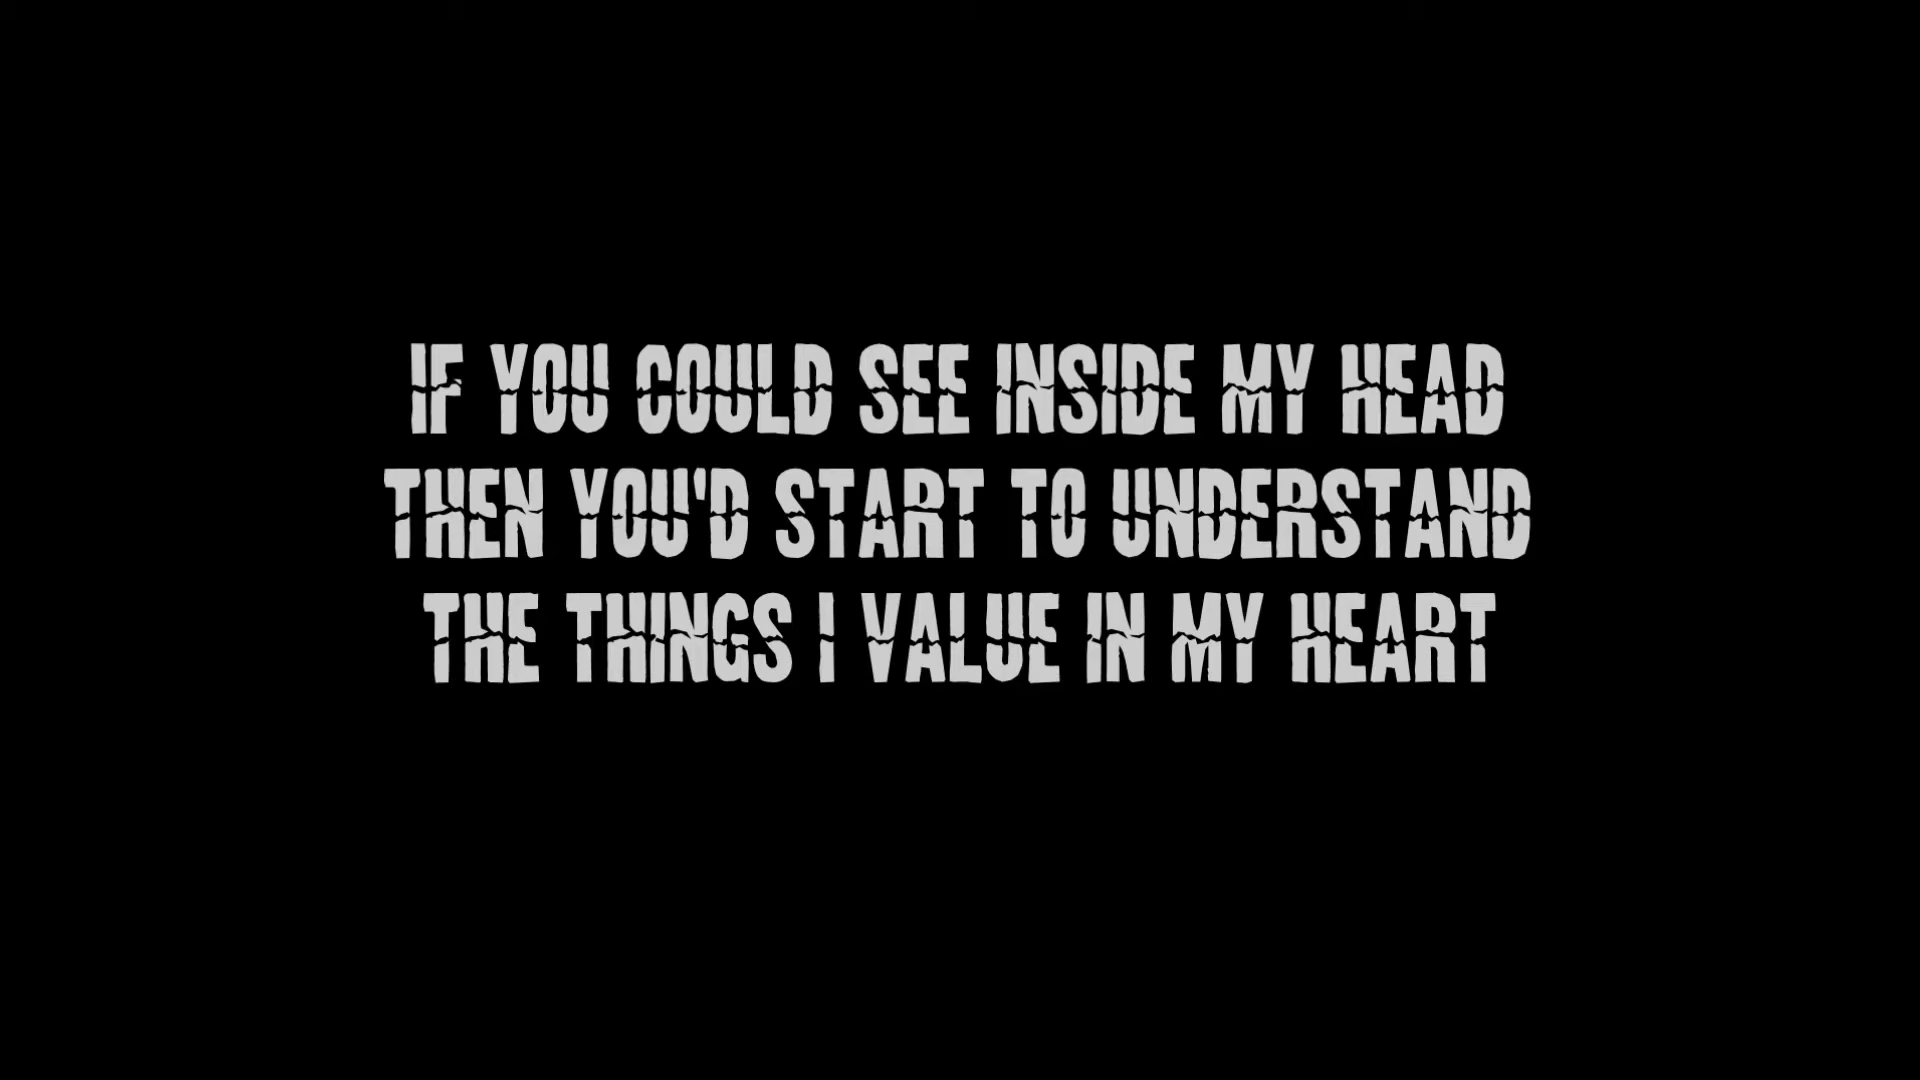 IF YOU COULD SEE INSIDE MY HEAD
THEN YOU'D START TO UNDERSTAND
THE THINGS I VALUE IN MY HEART